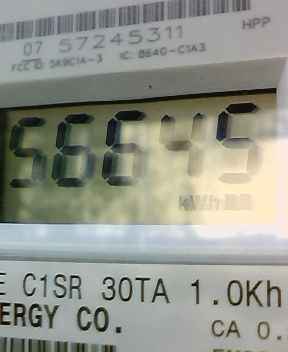 07 57245311 HPP
FCC ID: SK9C1A-3 IC: 864G-C1A3
56645
kWh
E C1SR 30TA 1.0Kh
ERGY CO. CA 0.